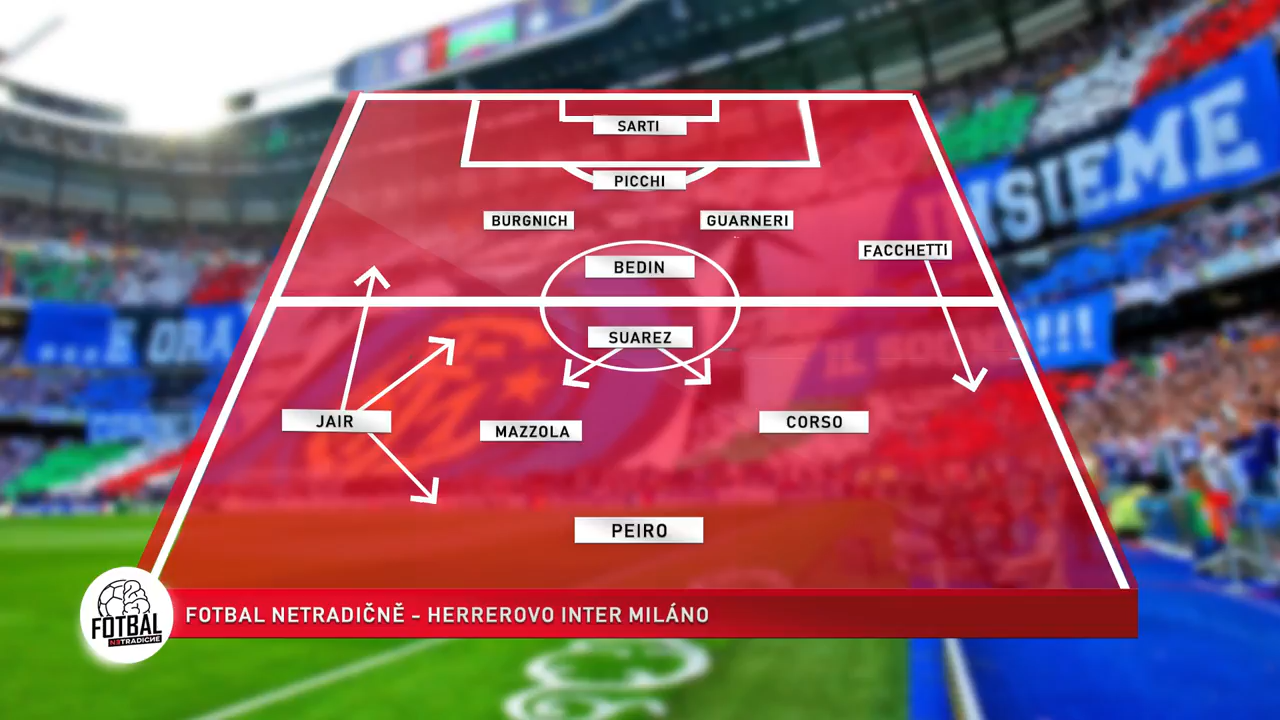 INSIEME
SARTI
PICCHI
BURGNICH
GUARNERI
FACCHETTI
BEDIN
...E ORA
!!!
SUAREZ
JAIR
MAZZOLA
CORSO
PEIRO
FOTBAL NETRADIČNĚ - HERREROVO INTER MILÁNO
FOTBAL
NETRADIČNĚ